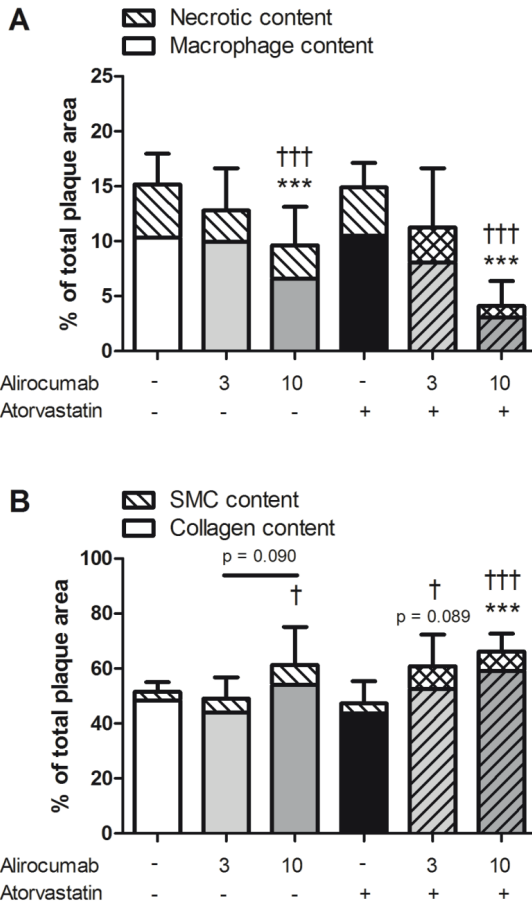 A
Necrotic content
Macrophage content
% of total plaque area
25
20
15
10
5
0
†††
***
†††
***
Alirocumab - 3 10 - 3 10
Atorvastatin - - - + + +
B
SMC content
Collagen content
% of total plaque area
100
80
60
40
20
0
p = 0.090
†
†
p = 0.089
†††
***
Alirocumab - 3 10 - 3 10
Atorvastatin - - - + + +